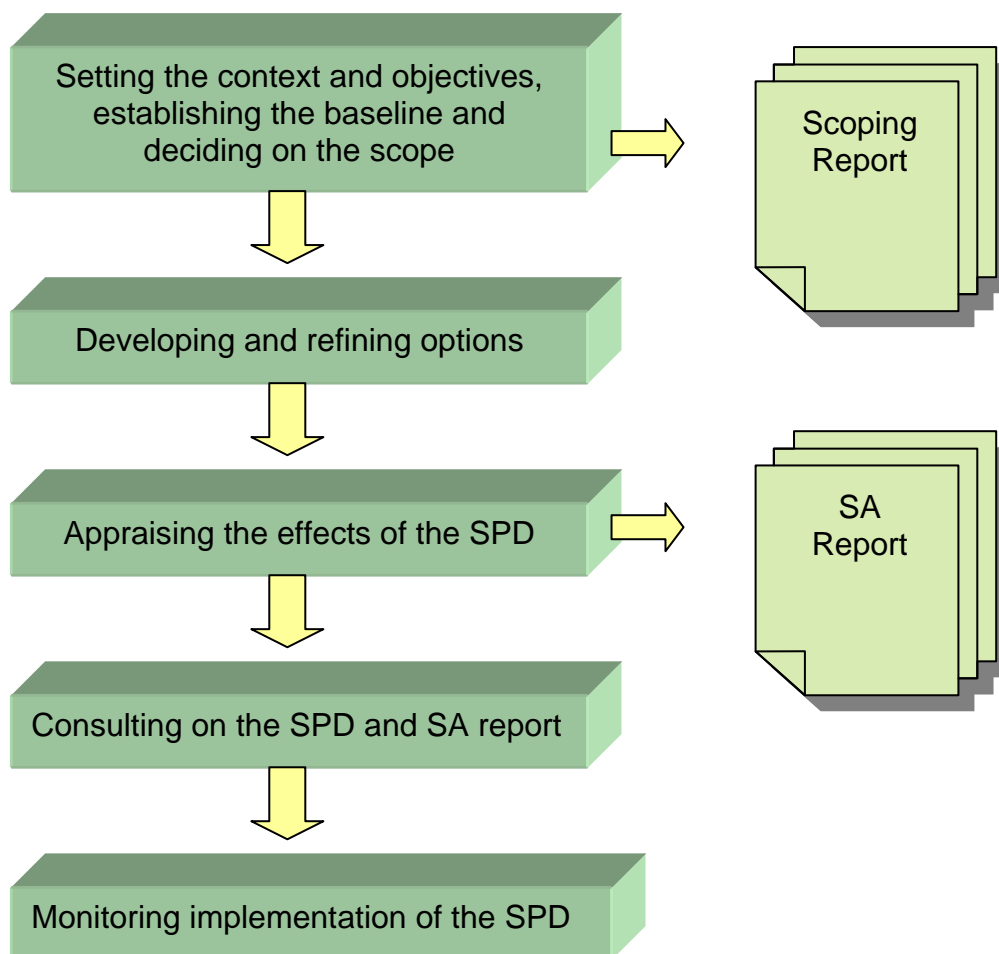 Setting the context and objectives,
establishing the baseline and
deciding on the scope
Scoping
Report
Developing and refining options
Appraising the effects of the SPD
SA
Report
Consulting on the SPD and SA report
Monitoring implementation of the SPD